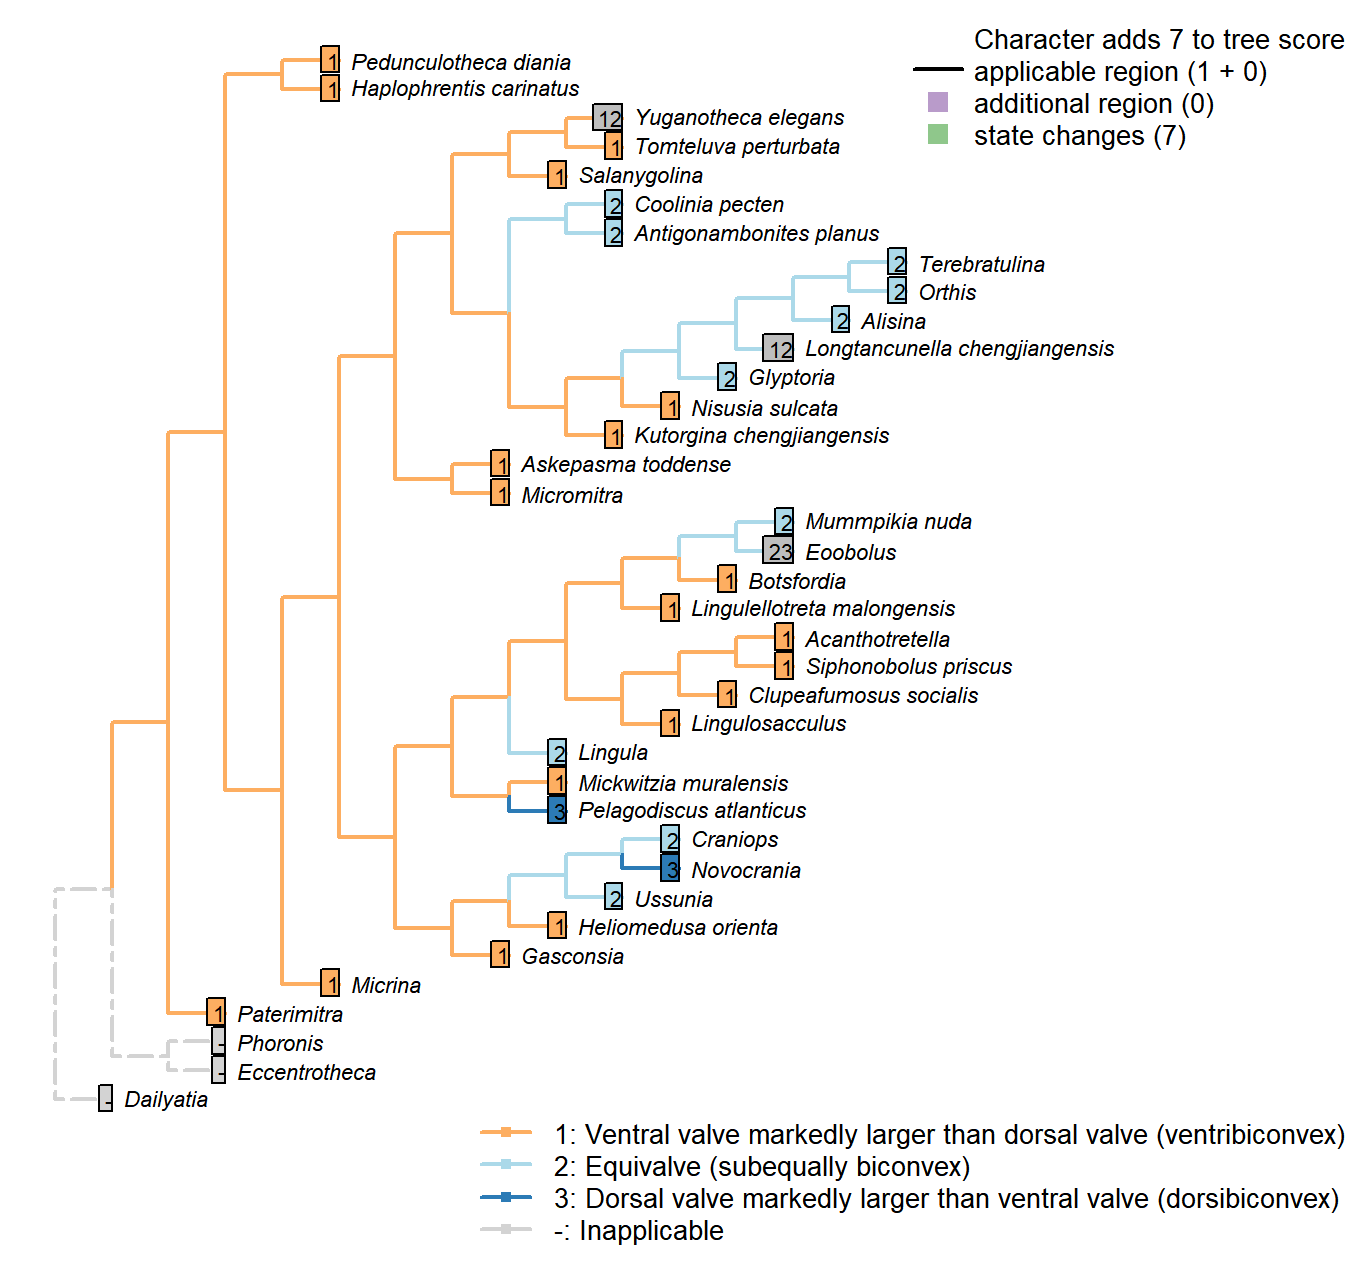 Character adds 7 to tree score
applicable region (1 + 0)
additional region (0)
state changes (7)
1 Pedunculotheca diania
1 Haplophrentis carinatus
12 Yuganotheca elegans
1 Tomteluva perturbata
1 Salanygolina
2 Coolinia pecten
2 Antigonambonites planus
2 Terebratulina
2 Orthis
2 Alisina
12 Longtancunella chengjiangensis
2 Glyptoria
1 Nisusia sulcata
1 Kutorgina chengjiangensis
1 Askepasma toddense
1 Micromitra
2 Mummpikia nuda
23 Eoobolus
1 Botsfordia
1 Lingulellotreta malongensis
1 Acanthotretella
1 Siphonobolus priscus
1 Clupeafumosus socialis
1 Lingulosacculus
2 Lingula
1 Mickwitzia muralensis
3 Pelagodiscus atlanticus
2 Craniops
3 Novocrania
2 Ussunia
1 Heliomedusa orienta
1 Gasconsia
1 Micrina
1 Paterimitra
- Phoronis
- Eccentrotheca
- Dailyatia
1: Ventral valve markedly larger than dorsal valve (ventribiconvex)
2: Equivalve (subequally biconvex)
3: Dorsal valve markedly larger than ventral valve (dorsibiconvex)
-: Inapplicable